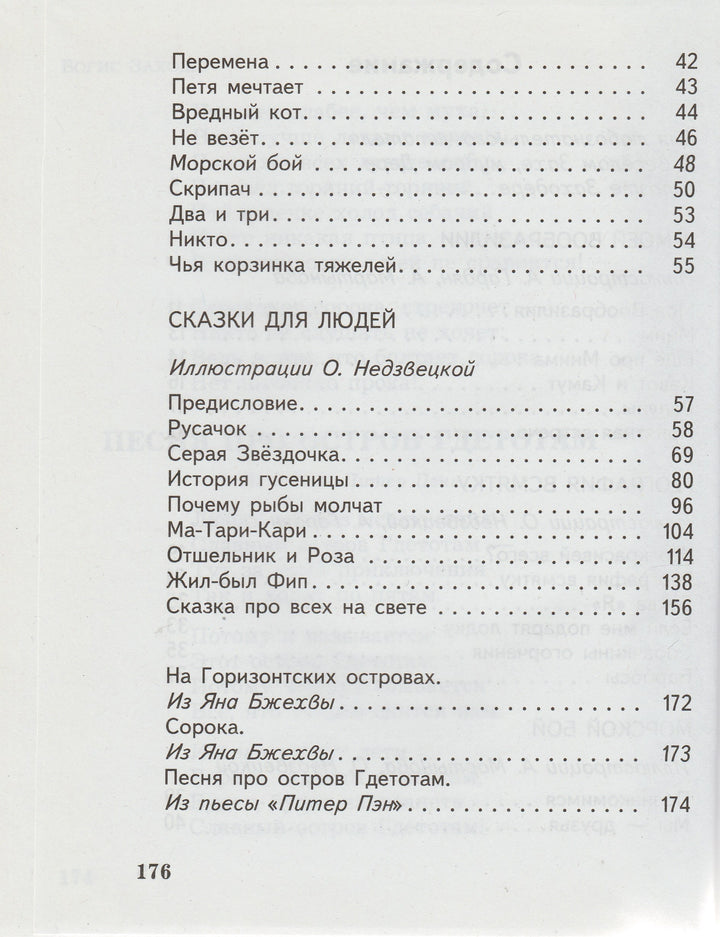 Перемена . . . . . . . . . . . . . . . . . . . . . . . . . 42
Петя мечтает . . . . . . . . . . . . . . . . . . . . . . 43
Вредный кот. . . . . . . . . . . . . . . . . . . . . . . 44
Не везёт. . . . . . . . . . . . . . . . . . . . . . . . . . 46
Морской бой . . . . . . . . . . . . . . . . . . . . . . 48
Скрипач . . . . . . . . . . . . . . . . . . . . . . . . . . 50
Два и три. . . . . . . . . . . . . . . . . . . . . . . . . 53
Никто. . . . . . . . . . . . . . . . . . . . . . . . . . . . 54
Чья корзинка тяжелей. . . . . . . . . . . . . . . . 55
СКАЗКИ ДЛЯ ЛЮДЕЙ
Иллюстрации О. Недзвецкой
Предисловие. . . . . . . . . . . . . . . . . . . . . . . 57
Русачок . . . . . . . . . . . . . . . . . . . . . . . . . . 58
Серая Звёздочка. . . . . . . . . . . . . . . . . . . . 69
История гусеницы . . . . . . . . . . . . . . . . . . . 80
Почему рыбы молчат . . . . . . . . . . . . . . . . . 96
Ма-Тари-Кари. . . . . . . . . . . . . . . . . . . . . . 104
Отшельник и Роза . . . . . . . . . . . . . . . . . . 114
Жил-был Фип. . . . . . . . . . . . . . . . . . . . . . 138
Сказка про всех на свете . . . . . . . . . . . . . 156
На Горизонтских островах.
Из Яна Бжехвы . . . . . . . . . . . . . . . . . . . . 172
Сорока.
Из Яна Бжехвы . . . . . . . . . . . . . . . . . . . . 173
Песня про остров Гдетотам.
Из пьесы «Питер Пэн» . . . . . . . . . . . . . . . 174
176